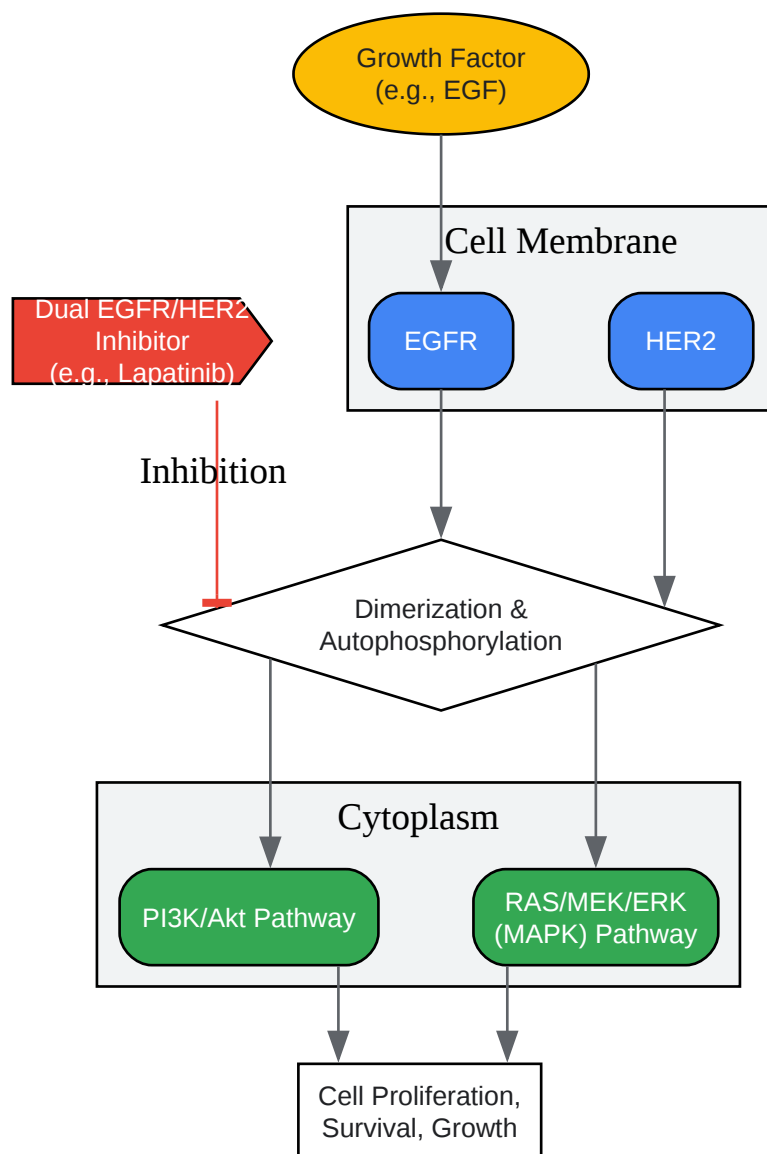 Growth Factor
(e.g., EGF)
Cell Membrane
Dual EGFR/HER2
Inhibitor
(e.g., Lapatinib)
EGFR
HER2
Inhibition
Dimerization &
Autophosphorylation
Cytoplasm
PI3K/Akt Pathway
RAS/MEK/ERK
(MAPK) Pathway
Cell Proliferation,
Survival, Growth